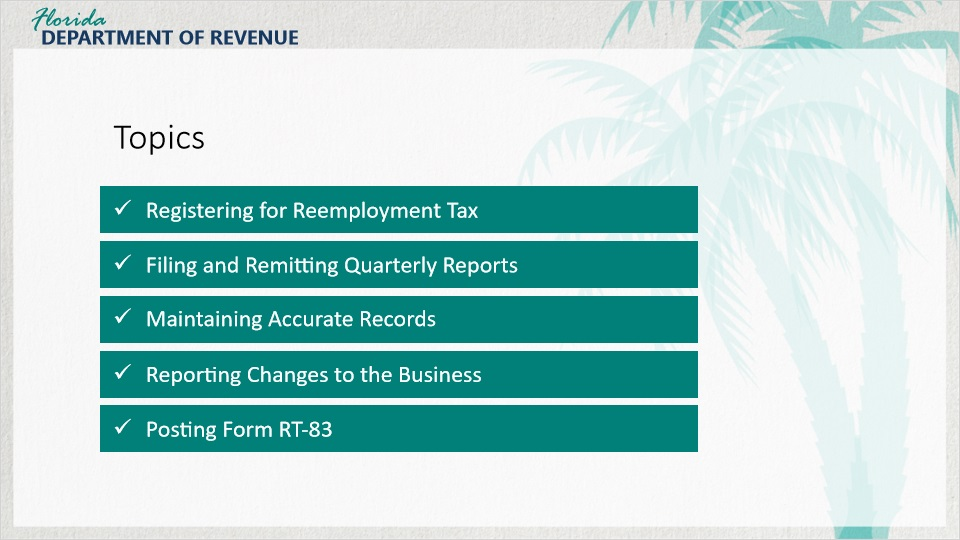 Florida
DEPARTMENT OF REVENUE
Topics
✓ Registering for Reemployment Tax
✓ Filing and Remitting Quarterly Reports
✓ Maintaining Accurate Records
✓ Reporting Changes to the Business
✓ Posting Form RT-83